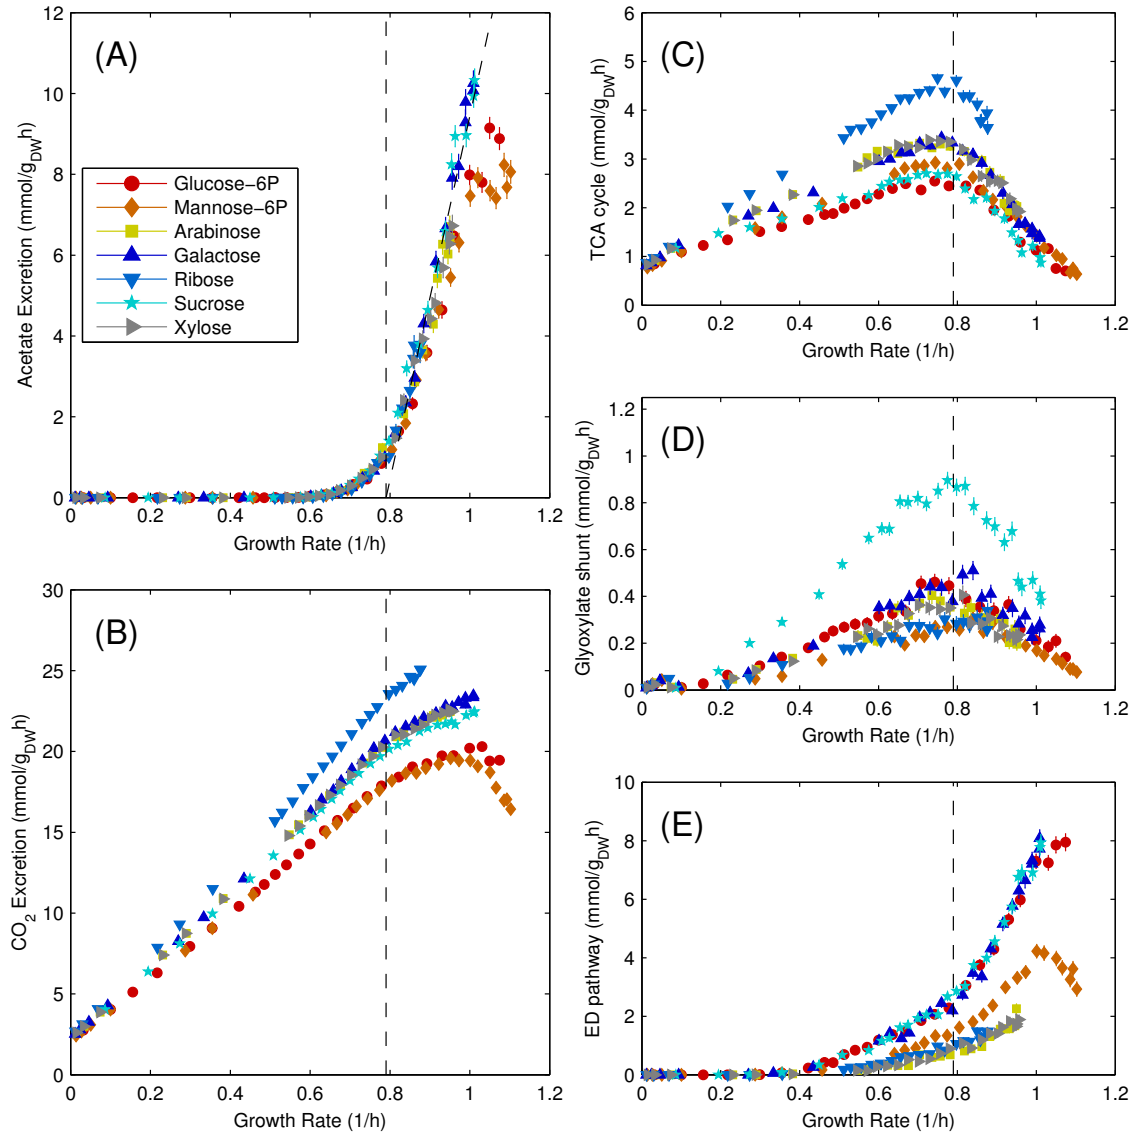 (A)
Acetate Excretion (mmol/g_DW h)
12
10
8
6
4
2
0
Glucose−6P
Mannose−6P
Arabinose
Galactose
Ribose
Sucrose
Xylose
0 0.2 0.4 0.6 0.8 1 1.2
Growth Rate (1/h)
(B)
CO2 Excretion (mmol/g_DW h)
30
25
20
15
10
5
0
0 0.2 0.4 0.6 0.8 1 1.2
Growth Rate (1/h)
(C)
TCA cycle (mmol/g_DW h)
6
5
4
3
2
1
0
0 0.2 0.4 0.6 0.8 1 1.2
Growth Rate (1/h)
(D)
Glyoxylate shunt (mmol/g_DW h)
1.2
1
0.8
0.6
0.4
0.2
0
0 0.2 0.4 0.6 0.8 1 1.2
Growth Rate (1/h)
(E)
ED pathway (mmol/g_DW h)
10
8
6
4
2
0
0 0.2 0.4 0.6 0.8 1 1.2
Growth Rate (1/h)